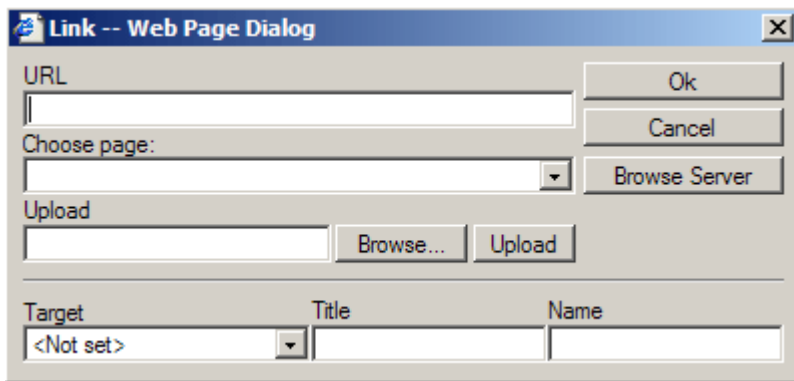 Link -- Web Page Dialog
URL
Ok
Cancel
Choose page:
Browse Server
Upload
Browse... Upload
Target Title Name
<Not set>